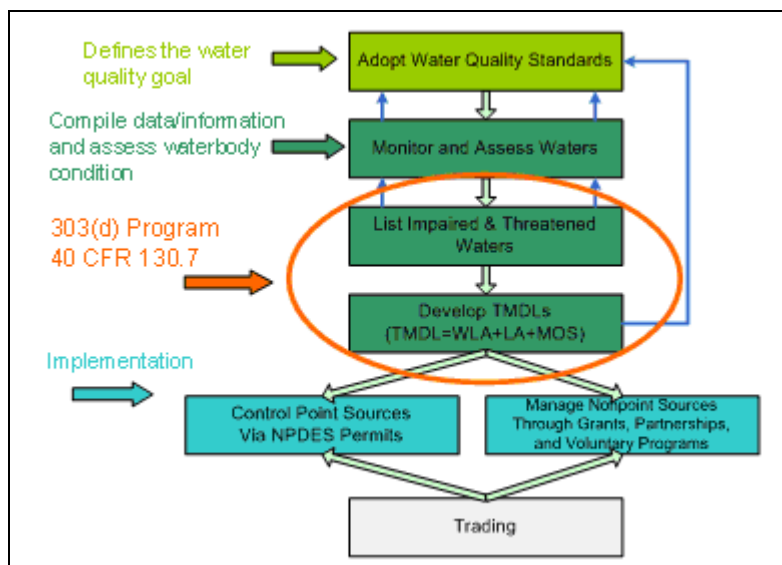 Defines the water
quality goal
Adopt Water Quality Standards
Compile data/information
and assess waterbody
condition
Monitor and Assess Waters
303(d) Program
40 CFR 130.7
List Impaired & Threatened
Waters
Develop TMDLs
(TMDL=WLA+LA+MOS)
Implementation
Control Point Sources
Via NPDES Permits
Manage Nonpoint Sources
Through Grants, Partnerships,
and Voluntary Programs
Trading